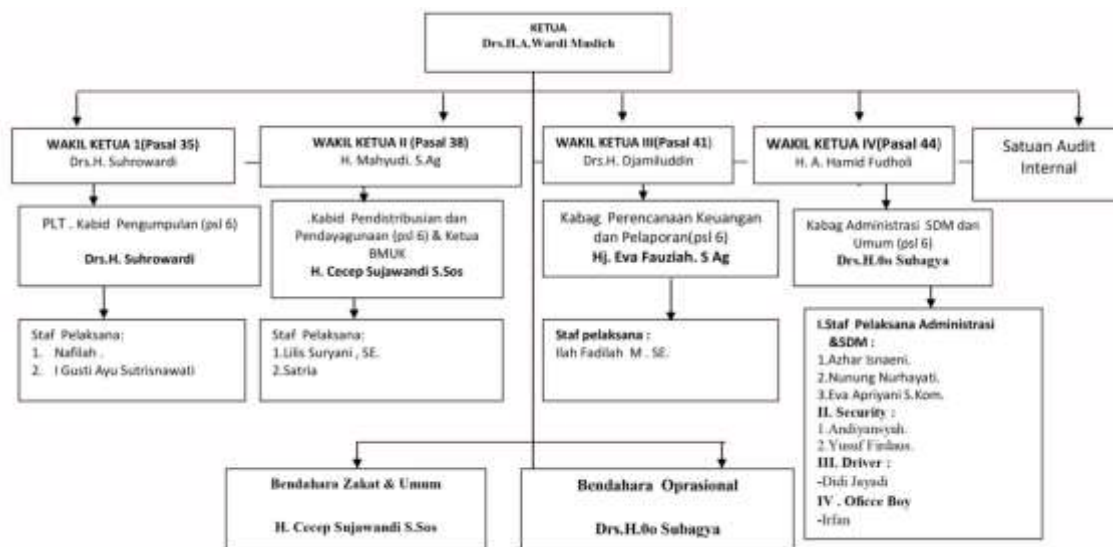 KETUA
Drs.H.A.Wardi Muslich
WAKIL KETUA 1(Pasal 35)
Drs.H. Suhrowardi
WAKIL KETUA II (Pasal 38)
H. Mahyudi. S.Ag
WAKIL KETUA III(Pasal 41)
Drs.H. Djamiluddin
WAKIL KETUA IV(Pasal 44)
H. A. Hamid Fudholi
Satuan Audit
Internal
PLT . Kabid Pengumpulan (psl 6)
Drs.H. Suhrowardi
.Kabid Pendistribusian dan
Pendayagunaan (psl 6) & Ketua
BMUK
H. Cecep Sujawandi S.Sos
Kabag Perencanaan Keuangan
dan Pelaporan(psl 6)
Hj. Eva Fauziah. S Ag
Kabag Administrasi SDM dan
Umum (psl 6)
Drs.H.0o Subagya
Staf Pelaksana:
1. Nafilah .
2. I Gusti Ayu Sutrisnawati
Staf Pelaksana:
1.Lilis Suryani , SE.
2.Satria
Staf pelaksana :
Ilah Fadilah M . SE.
I.Staf Pelaksana Administrasi
&SDM :
1.Azhar Isnaeni.
2.Nunung Nurhayati.
3.Eva Apriyani S.Kom.
II. Security :
1.Andiyansyah.
2.Yusuf Firdaus.
III. Driver :
-Didi Jayadi
IV . Oficce Boy
-Irfan
Bendahara Zakat & Umum
H. Cecep Sujawandi S.Sos
Bendahara Oprasional
Drs.H.0o Subagya